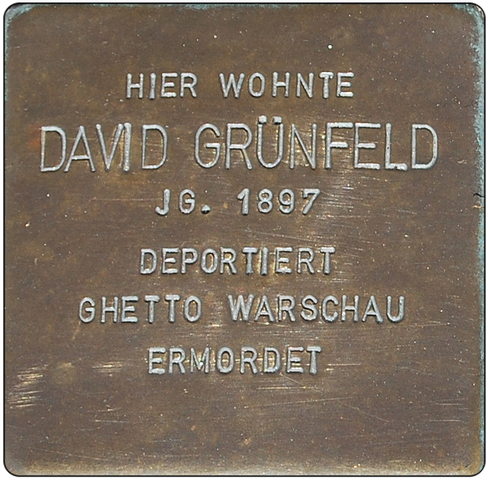 HIER WOHNTE
DAVID GRÜNFELD
JG. 1897
DEPORTIERT
GHETTO WARSCHAU
ERMORDET